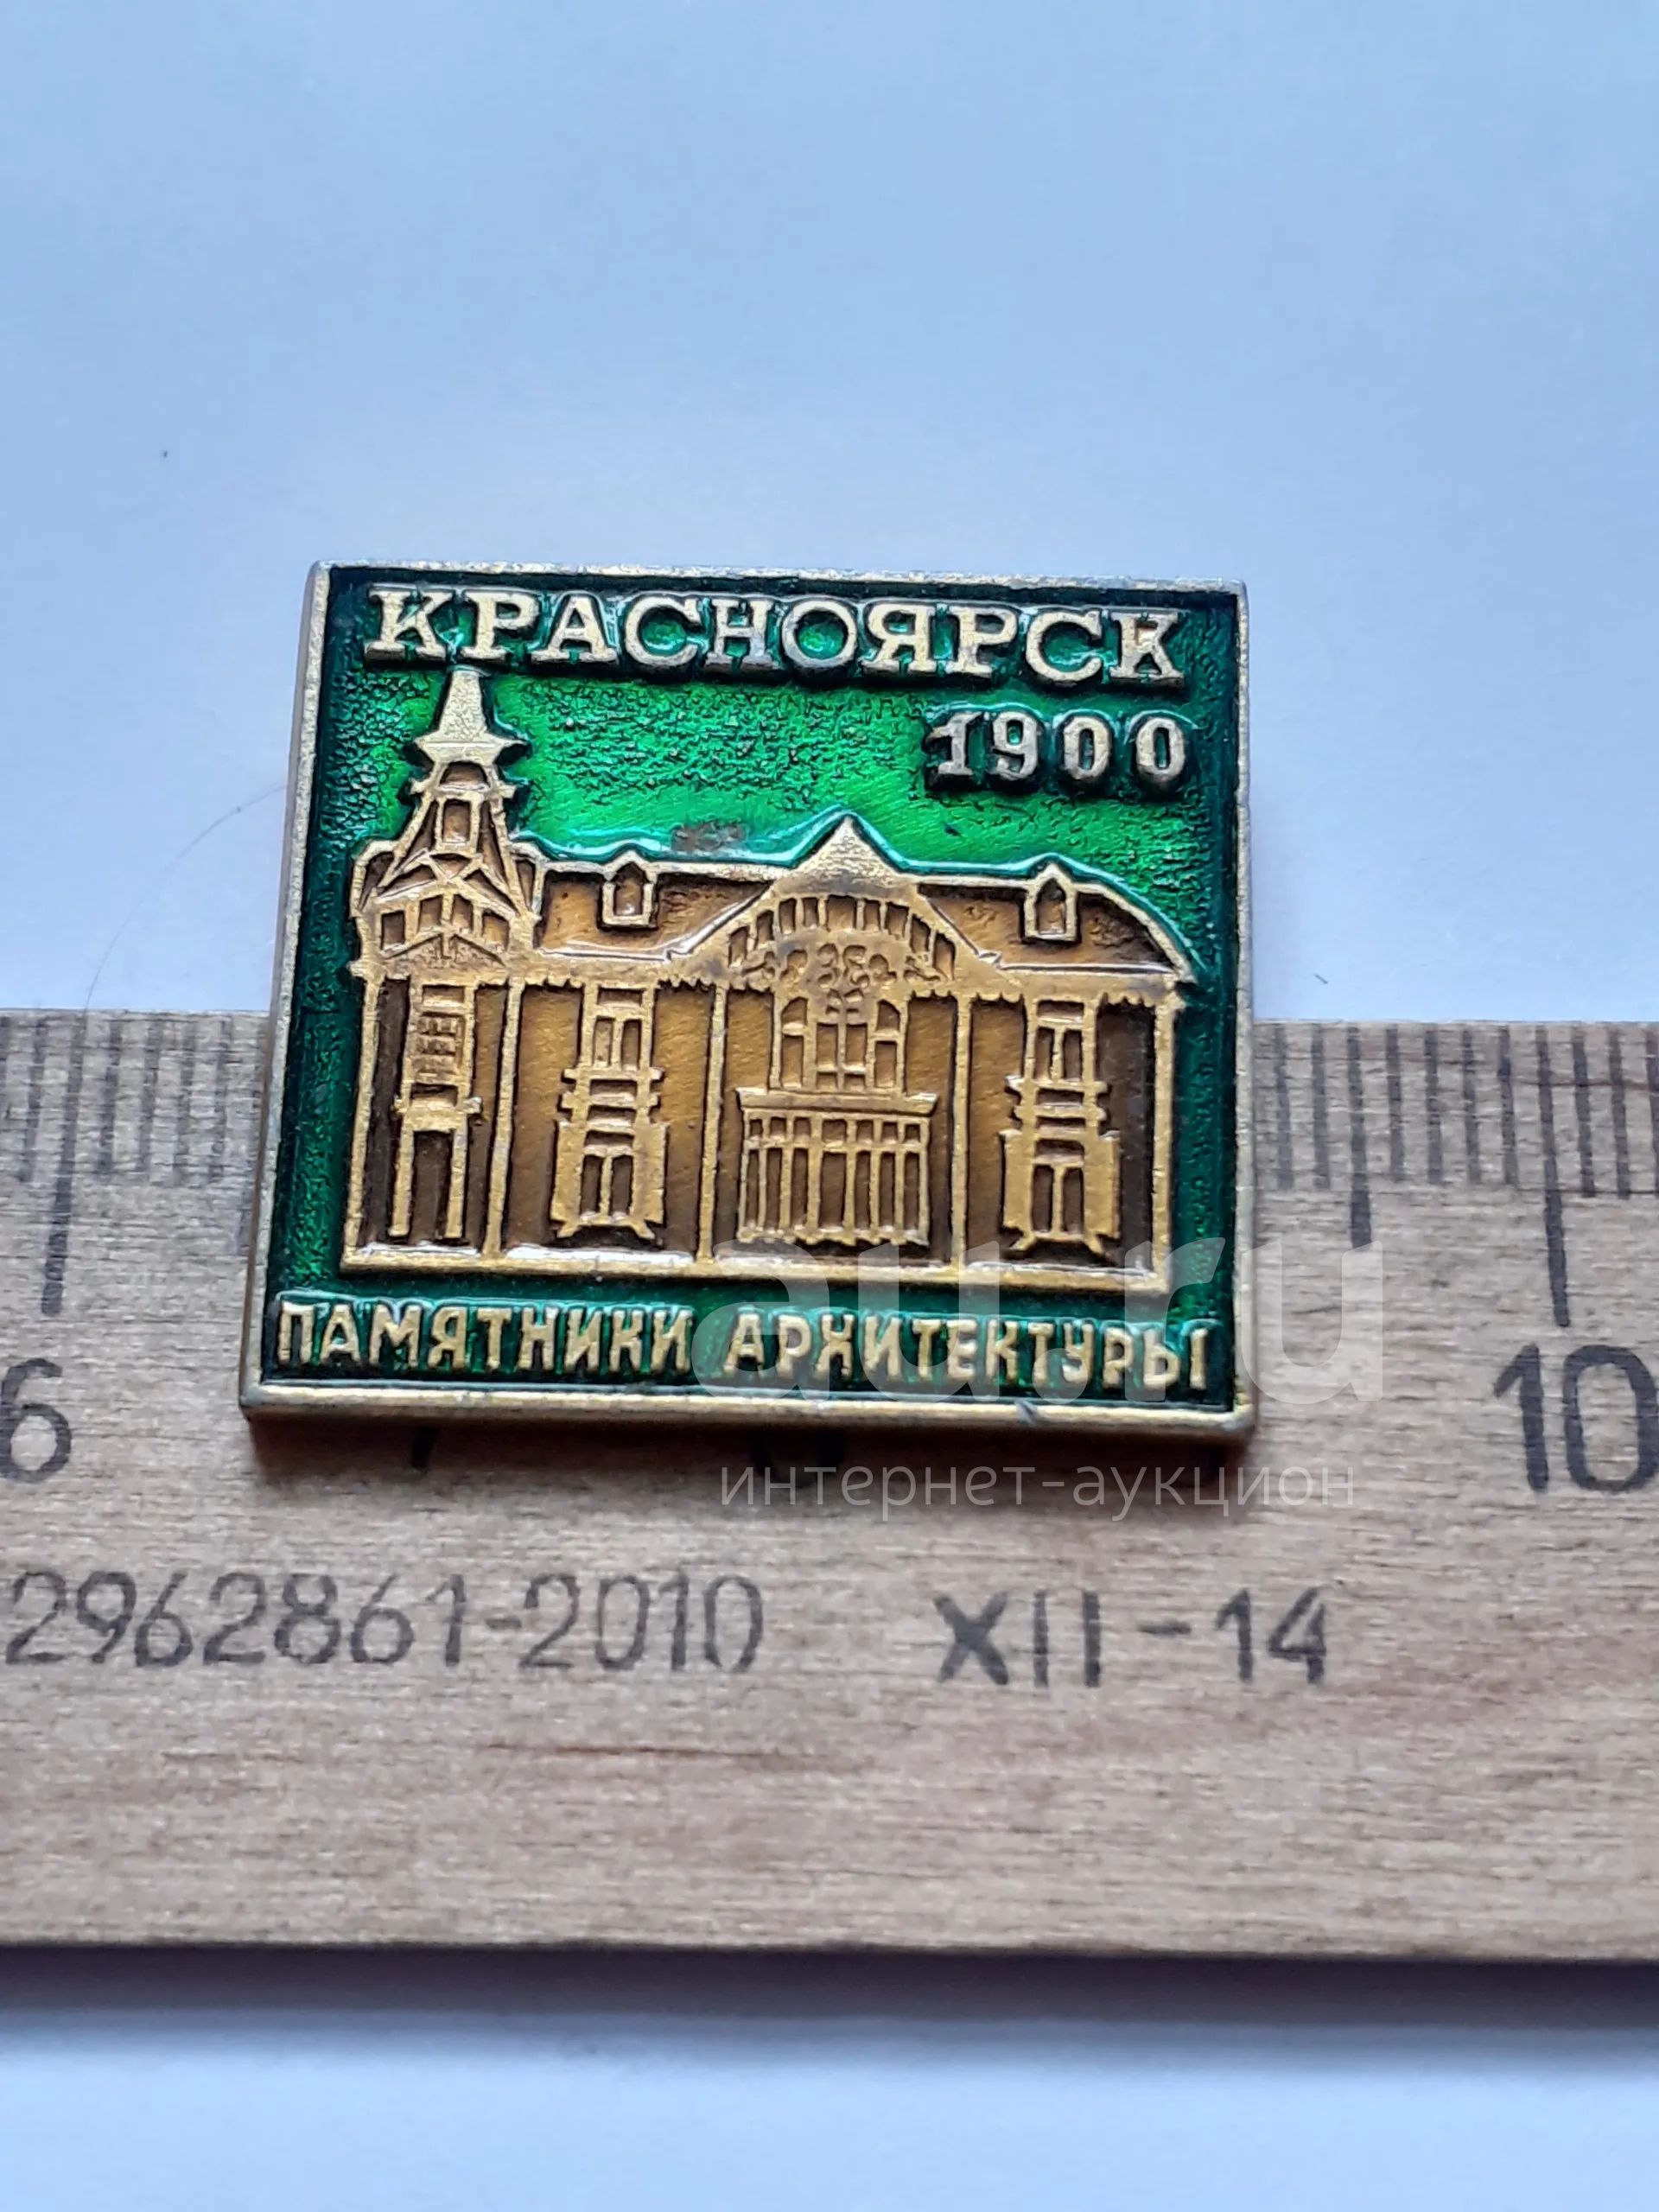 КРАСНОЯРСК
1900
ПАМЯТНИКИ АРХИТЕКТУРЫ
au.ru
интернет-аукцион
6
10
2962861-2010 XII-14